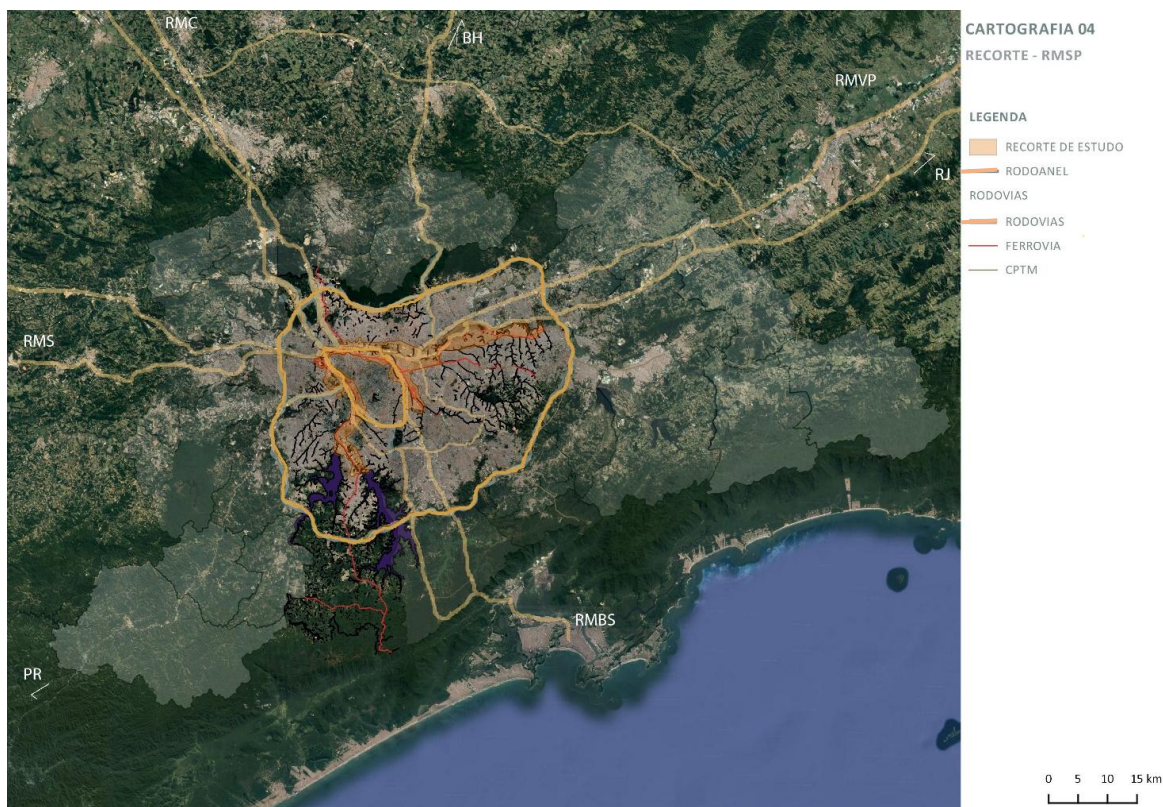 RMC
BH
RMVP
RJ
RMS
RMBS
PR
CARTOGRAFIA 04
RECORTE - RMSP
LEGENDA
RECORTE DE ESTUDO
RODOANEL
RODOVIAS
RODOVIAS
FERROVIA
CPTM
0 5 10 15 km